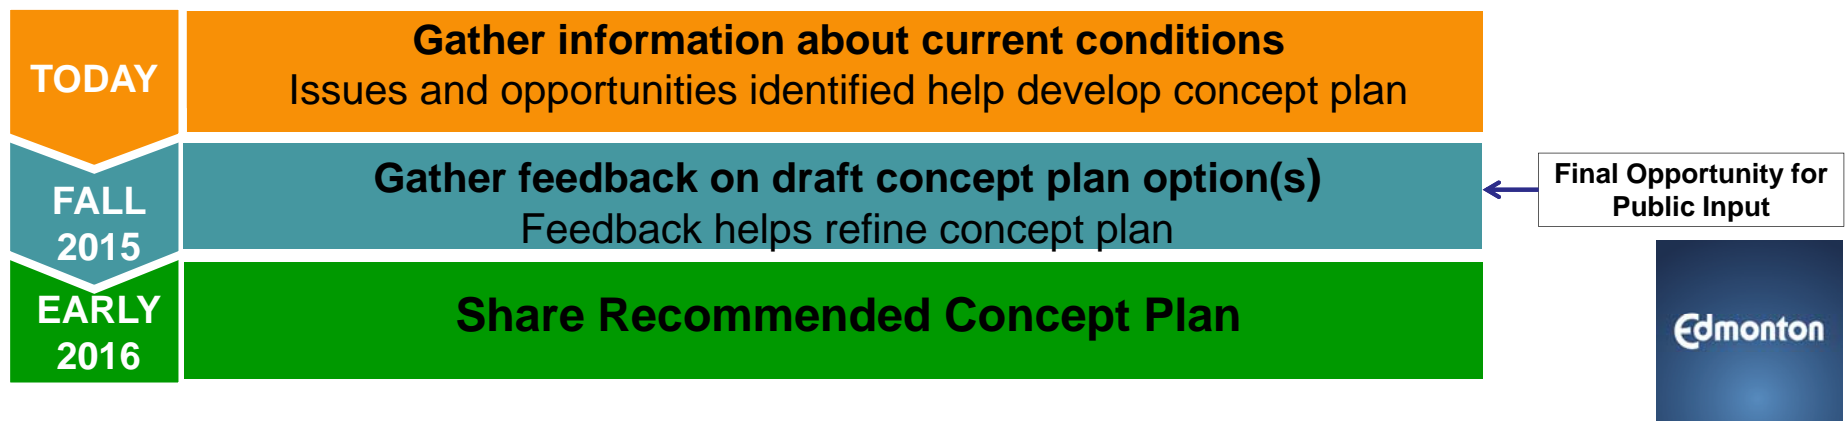 TODAY
Gather information about current conditions
Issues and opportunities identified help develop concept plan
FALL
2015
Gather feedback on draft concept plan option(s)
Feedback helps refine concept plan
Final Opportunity for
Public Input
EARLY
2016
Share Recommended Concept Plan
Edmonton